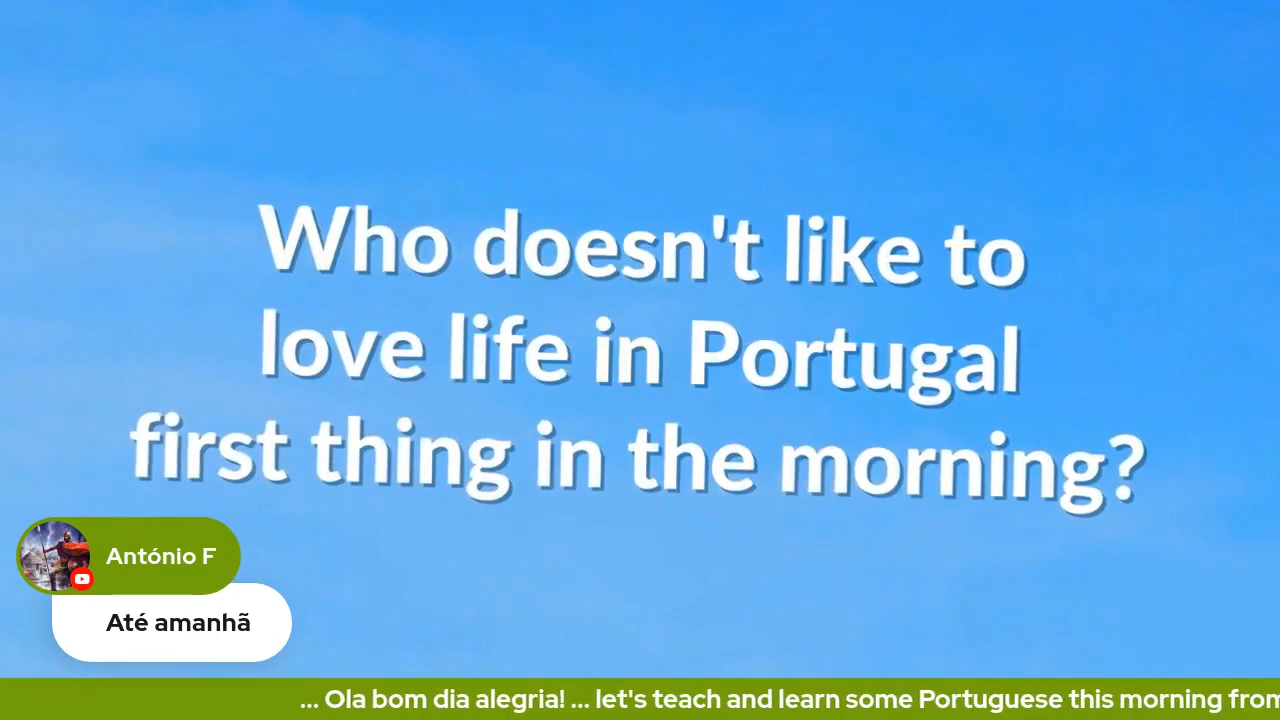 Who doesn't like to
love life in Portugal
first thing in the morning?
António F
Até amanhã
... Ola bom dia alegria! ... let's teach and learn some Portuguese this morning from